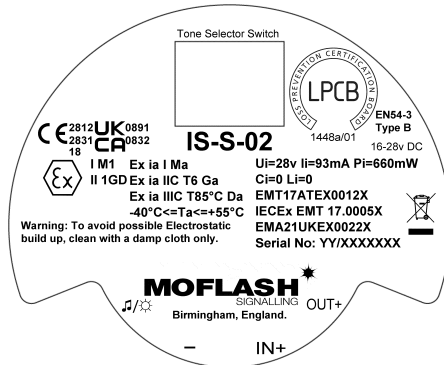 Tone Selector Switch
LOSS PREVENTION CERTIFICATION BOARD
LPCB
1448a/01
EN54-3
Type B
16-28v DC
CE 2812 UKCA 0891
2831 0832
18
IS-S-02
Ex
I M1 Ex ia I Ma
II 1GD Ex ia IIC T6 Ga
Ex ia IIIC T85°C Da
-40°C<=Ta<=+55°C
Ui=28v Ii=93mA Pi=660mW
Ci=0 Li=0
EMT17ATEX0012X
IECEx EMT 17.0005X
EMA21UKEX0022X
Serial No: YY/XXXXXXX
Warning: To avoid possible Electrostatic
build up, clean with a damp cloth only.
MOFLASH
SIGNALLING
Birmingham, England.
♫/☼
OUT+
− IN+